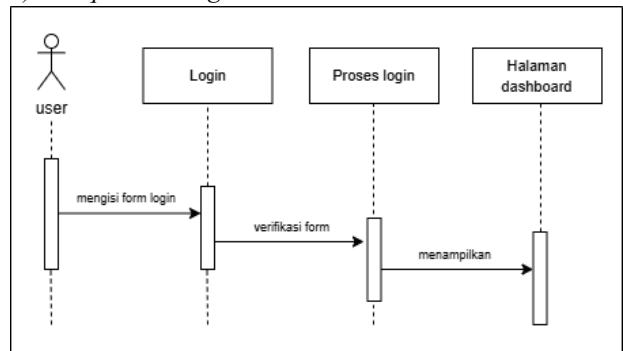 Login
Proses login
Halaman
dashboard
user
mengisi form login
verifikasi form
menampilkan